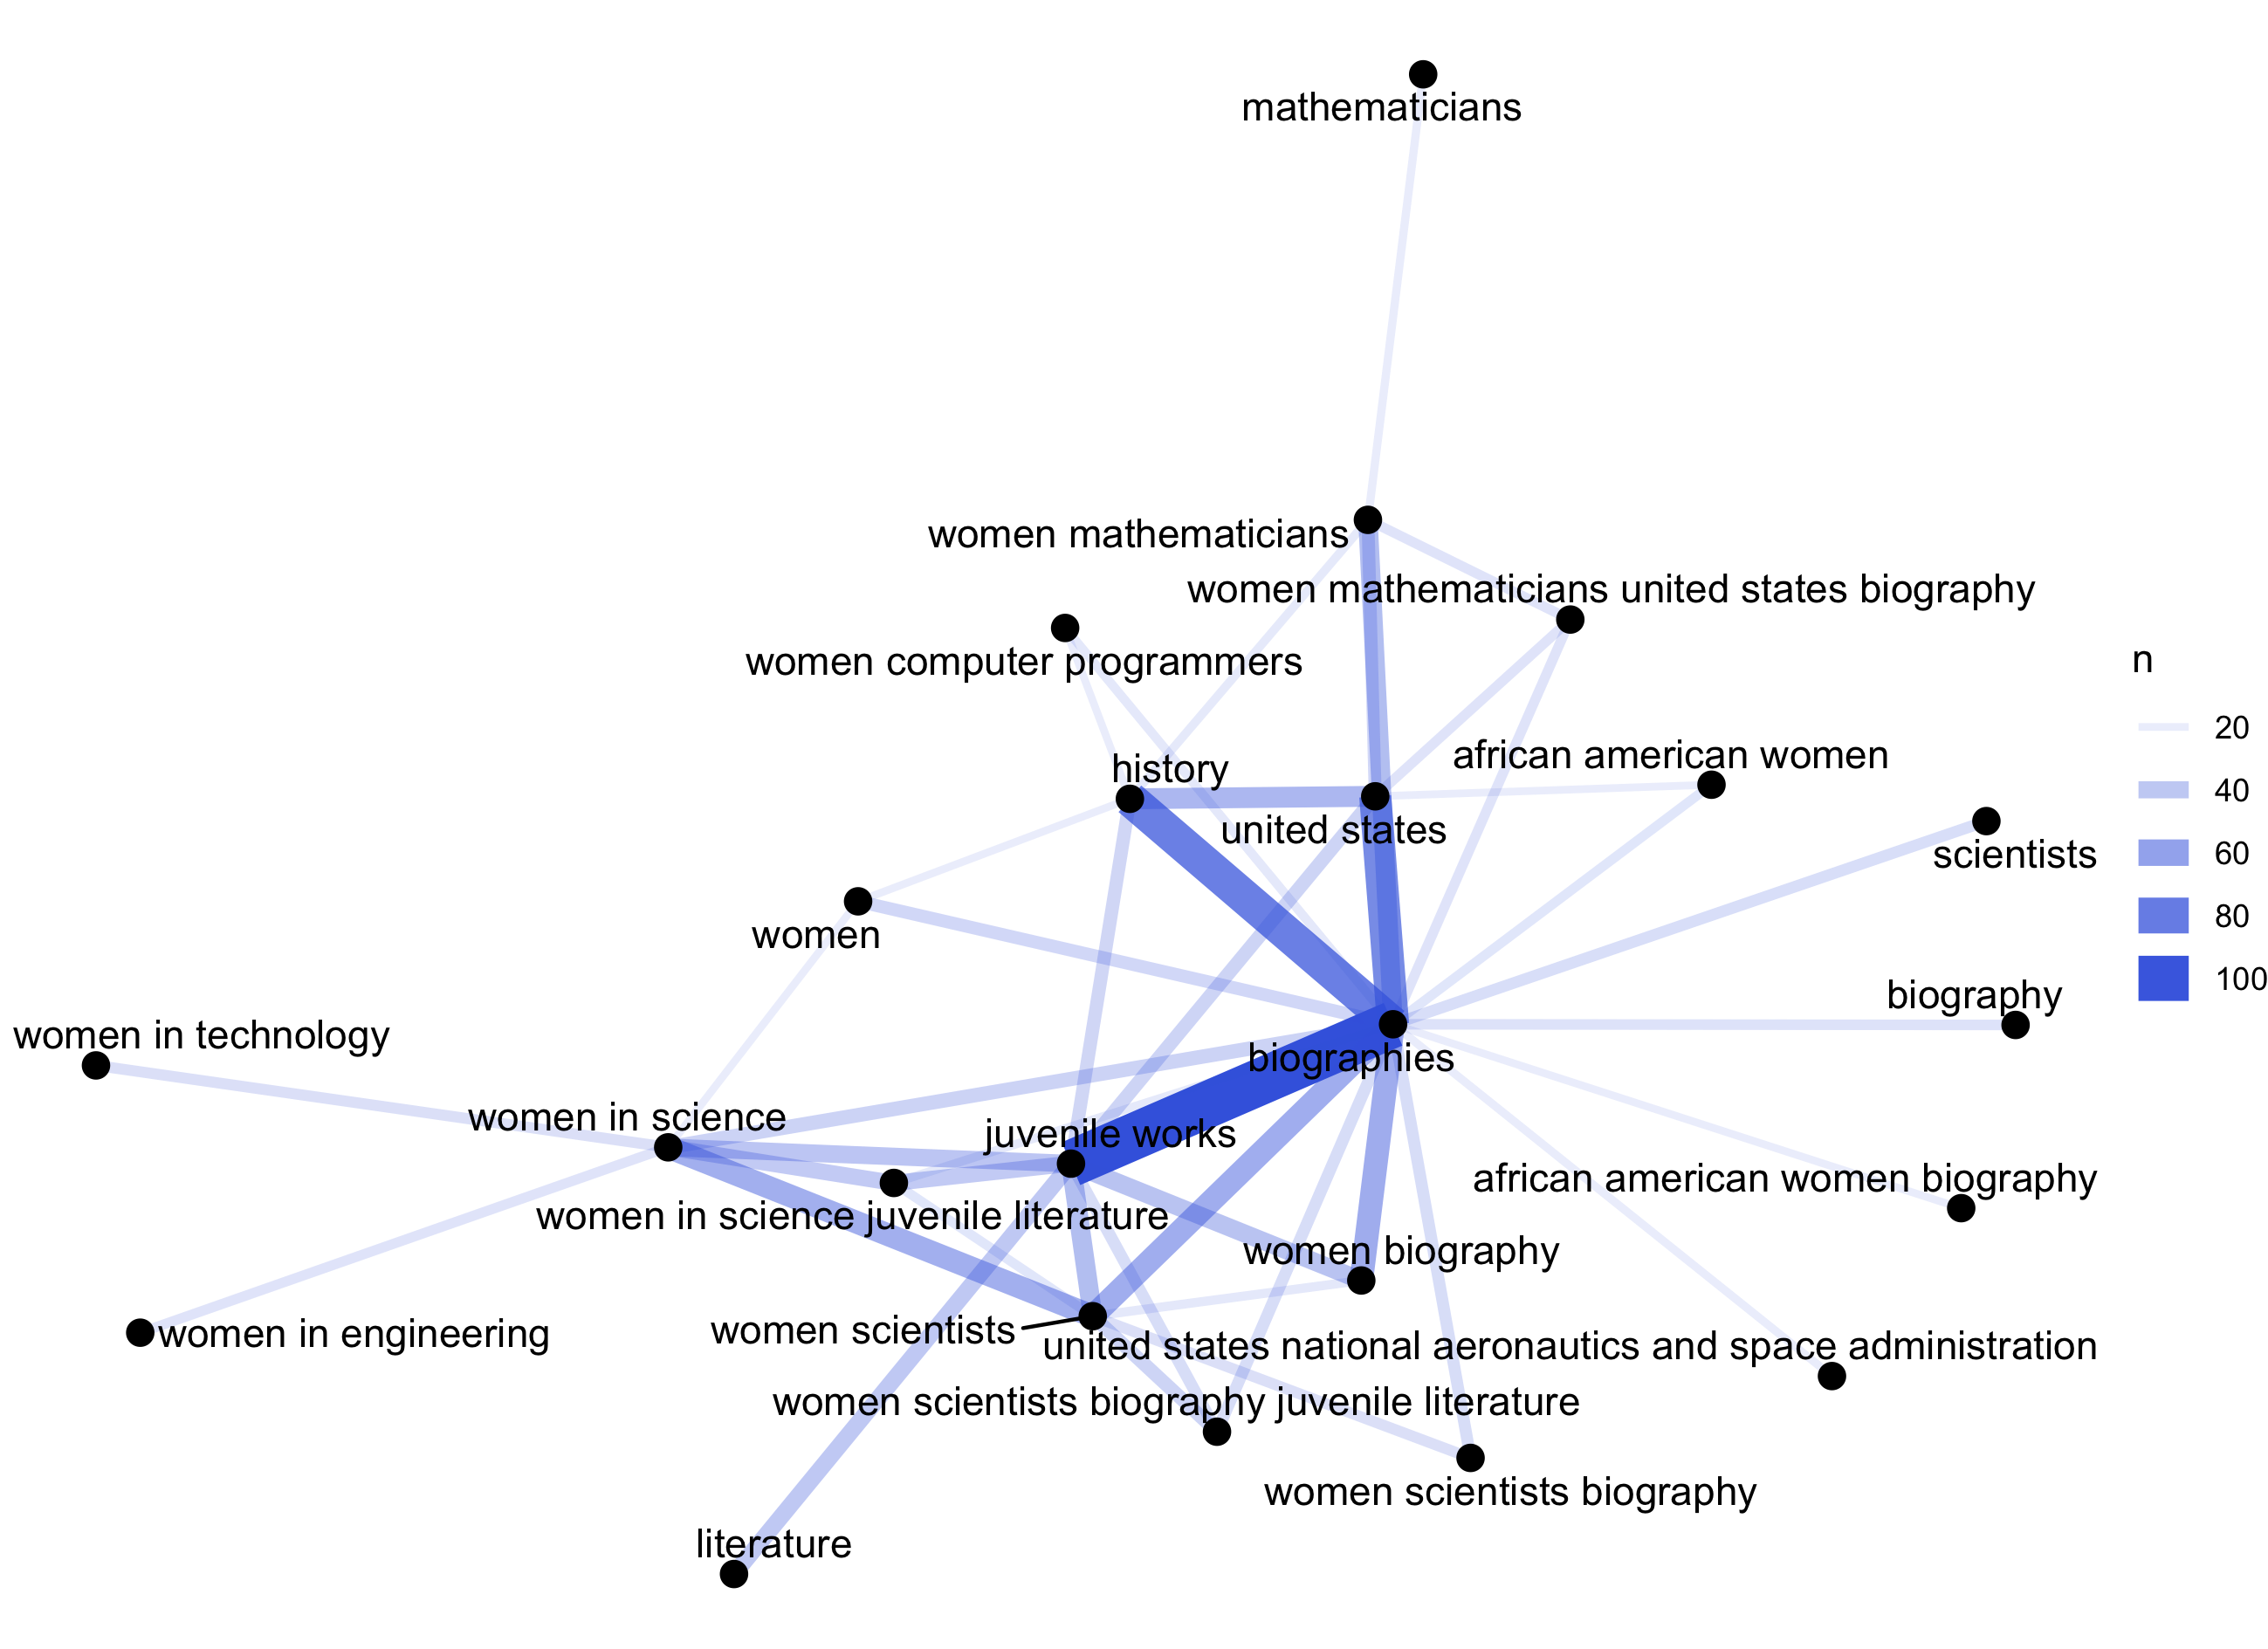 mathematicians
women mathematicians
women mathematicians united states biography
women computer programmers
n
20
history
african american women
40
united states
60
scientists
80
women
100
biography
women in technology
biographies
women in science
juvenile works
african american women biography
women in science juvenile literature
women biography
women scientists
women in engineering
united states national aeronautics and space administration
women scientists biography juvenile literature
women scientists biography
literature